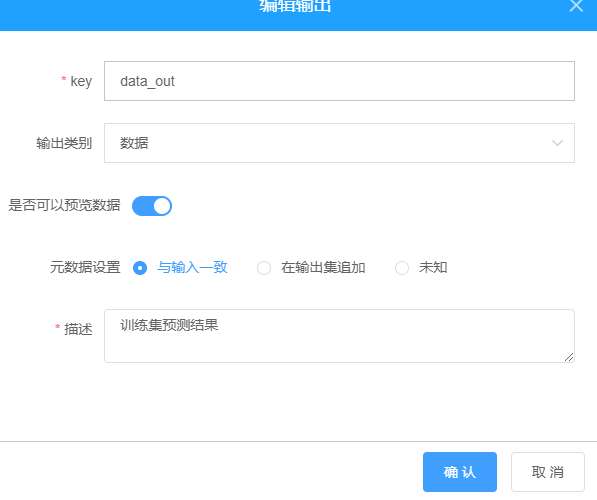 编辑输出
* key data_out
输出类别 数据
是否可以预览数据
元数据设置 与输入一致 在输出集追加 未知
* 描述 训练集预测结果
确 认 取 消